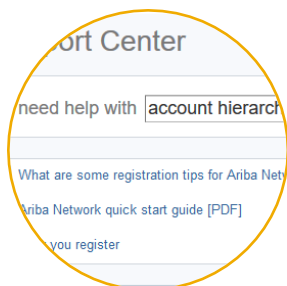 ort Center
need help with account hierarch
What are some registration tips for Ariba Netw
Ariba Network quick start guide [PDF]
you register